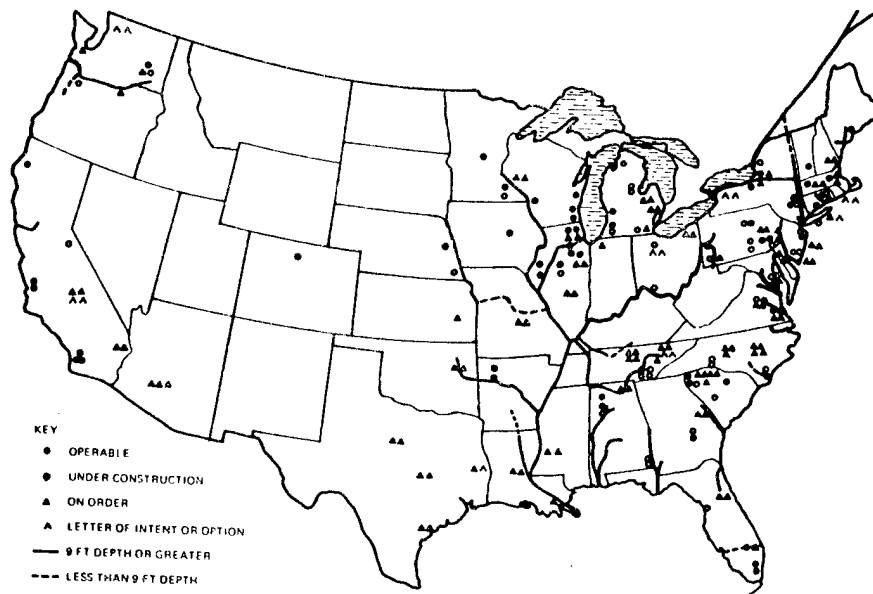 KEY
OPERABLE
UNDER CONSTRUCTION
ON ORDER
LETTER OF INTENT OR OPTION
9 FT DEPTH OR GREATER
LESS THAN 9 FT DEPTH